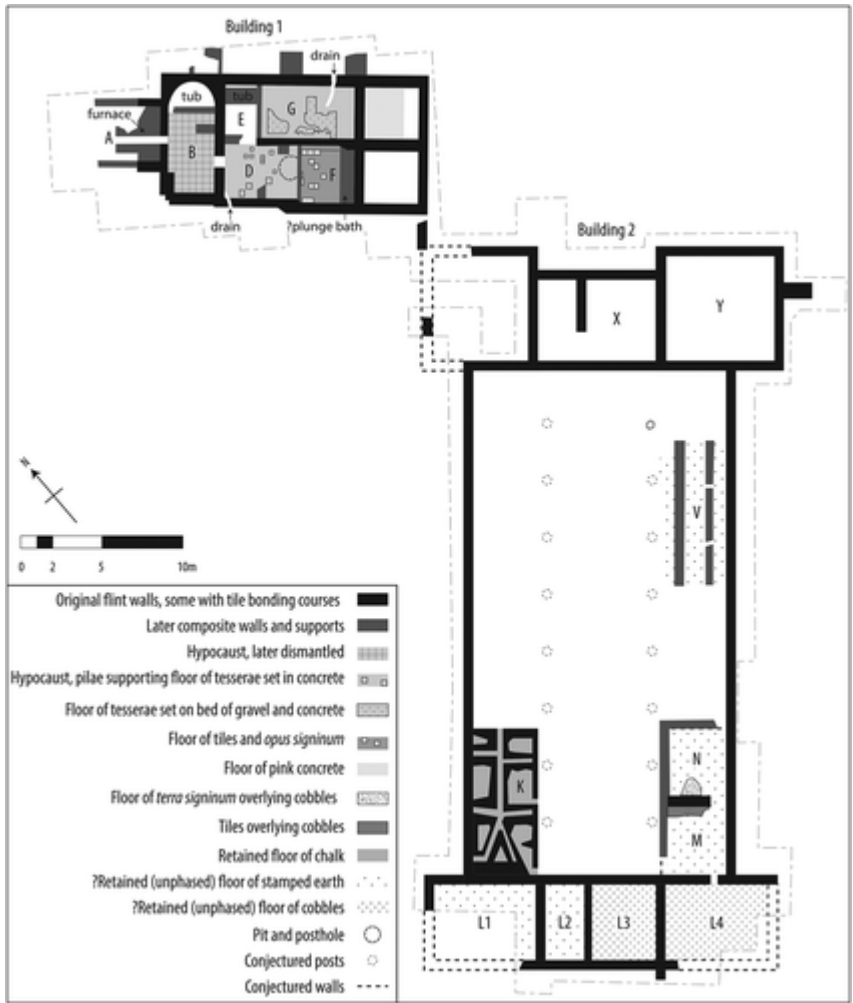 Building 1
drain
tub
tub
furnace
A
B
E
G
D
F
drain
?plunge bath
Building 2
X
Y
V
N
K
N
M
L1
L2
L3
L4
0
2
5
10m
Original flint walls, some with tile bonding courses
Later composite walls and supports
Hypocaust, later dismantled
Hypocaust, pilae supporting floor of tesserae set in concrete
Floor of tesserae set on bed of gravel and concrete
Floor of tiles and opus signinum
Floor of pink concrete
Floor of terra signinum overlying cobbles
Tiles overlying cobbles
Retained floor of chalk
?Retained (unphased) floor of stamped earth
?Retained (unphased) floor of cobbles
Pit and posthole
Conjectured posts
Conjectured walls